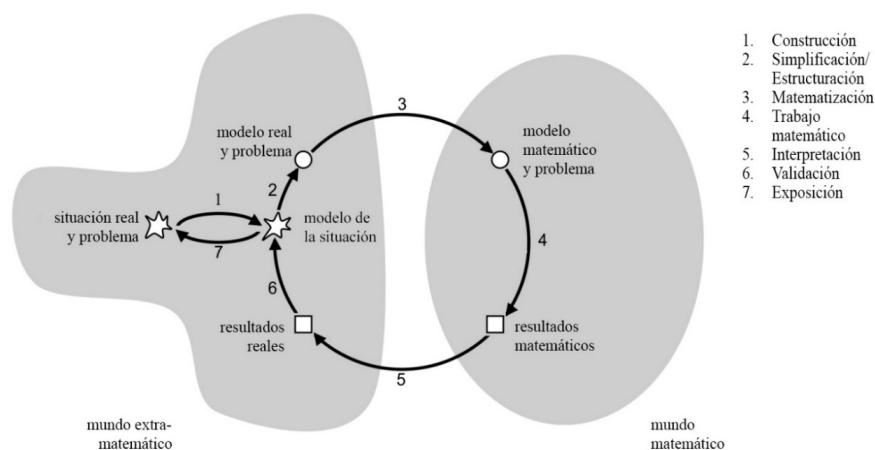 1. Construcción
2. Simplificación/
Estructuración
3. Matematización
4. Trabajo
matemático
5. Interpretación
6. Validación
7. Exposición
3
modelo real
y problema
modelo
matemático
y problema
2
1
situación real
y problema
modelo de
la situación
7
4
6
resultados
reales
resultados
matemáticos
5
mundo extra-
matemático
mundo
matemático